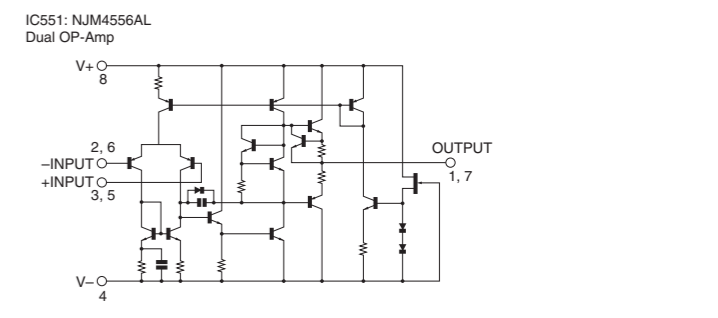 IC551: NJM4556AL
Dual OP-Amp
V+
8
2, 6
–INPUT
+INPUT
3, 5
OUTPUT
1, 7
V–
4